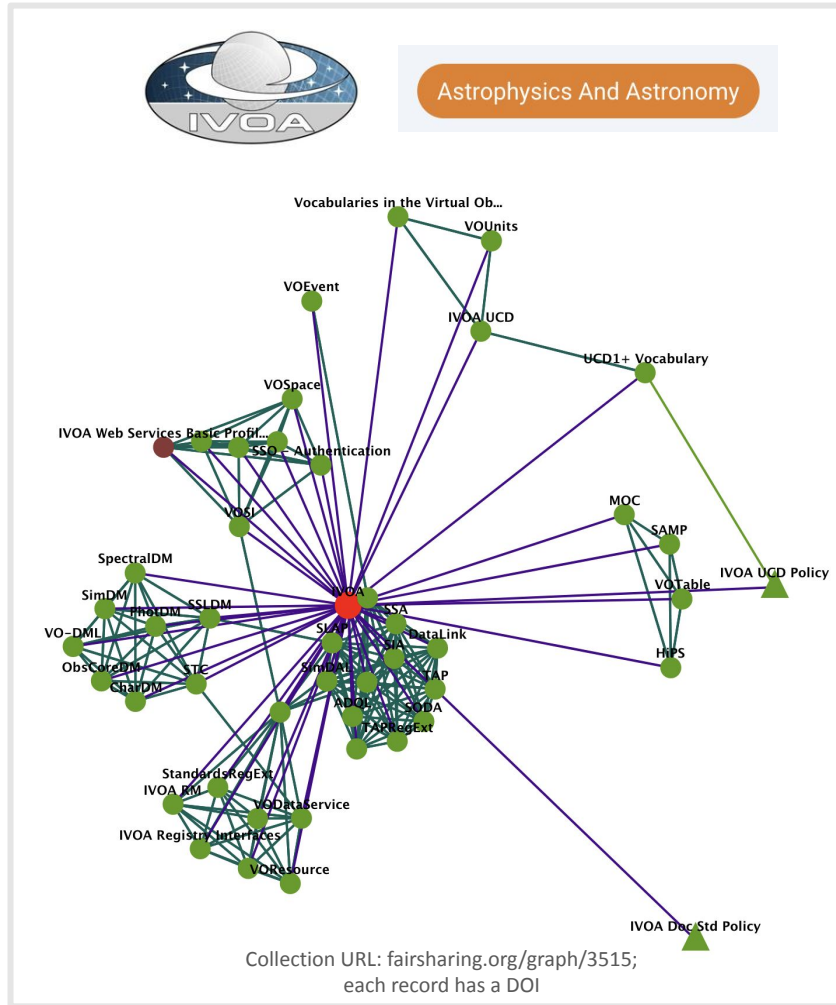 IVOA
Astrophysics And Astronomy
Vocabularies in the Virtual Ob...
VOUnits
VOEvent
IVOA UCD
UCD1+ Vocabulary
VOSpace
IVOA Web Services Basic Profil...
SSO - Authentication
MOC
SAMP
VOSI
SpectralDM
IVOA UCD Policy
SimDM
VOTable
IVOA
PhotDM
SSLDM
SSA
VO-DML
SLAP
DataLink
SIA
HiPS
ObsCoreDM
STC
SimDAL
TAP
CharDM
ADQL
SODA
TAPRegExt
StandardsRegExt
IVOA RM
VODataService
IVOA Registry Interfaces
VOResource
IVOA Doc Std Policy
Collection URL: fairsharing.org/graph/3515;
each record has a DOI